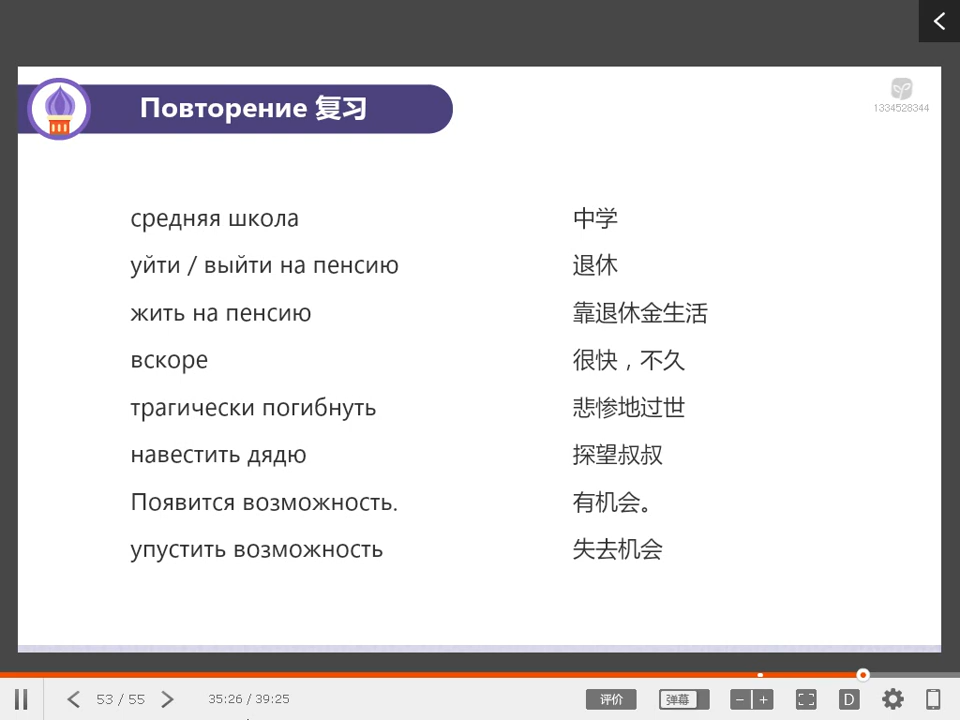 Повторение 复习
1334528344
средняя школа 中学
уйти / выйти на пенсию 退休
жить на пенсию 靠退休金生活
вскоре 很快，不久
трагически погибнуть 悲惨地过世
навестить дядю 探望叔叔
Появится возможность. 有机会。
упустить возможность 失去机会
53 / 55 35:26 / 39:25 评价 弹幕 D